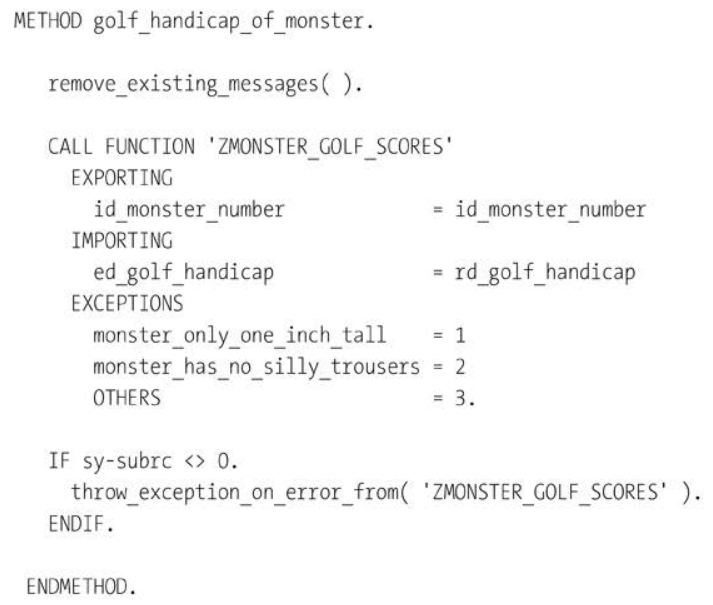 METHOD golf_handicap_of_monster.
remove_existing_messages( ).
CALL FUNCTION 'ZMONSTER_GOLF_SCORES'
EXPORTING
id_monster_number = id_monster_number
IMPORTING
ed_golf_handicap = rd_golf_handicap
EXCEPTIONS
monster_only_one_inch_tall = 1
monster_has_no_silly_trousers = 2
OTHERS = 3.
IF sy-subrc <> 0.
throw_exception_on_error_from( 'ZMONSTER_GOLF_SCORES' ).
ENDIF.
ENDMETHOD.